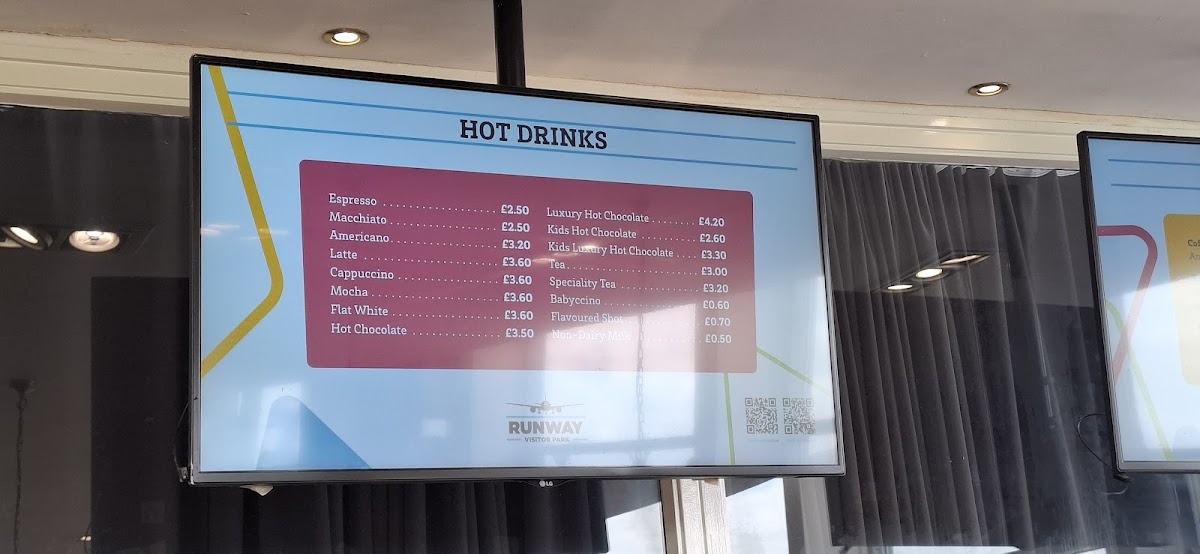 HOT DRINKS
Espresso .................. £2.50
Macchiato ................. £2.50
Americano ................. £3.20
Latte ..................... £3.60
Cappuccino ................ £3.60
Mocha ..................... £3.60
Flat White ................ £3.60
Hot Chocolate ............. £3.50
Luxury Hot Chocolate ....... £4.20
Kids Hot Chocolate ......... £2.60
Kids Luxury Hot Chocolate .... £3.30
Tea ....................... £3.00
Speciality Tea ............. £3.20
Babyccino ................. £0.60
Flavoured Shot ............. £0.70
Non-Dairy Milk ............. £0.50
RUNWAY
VISITOR PARK
LG